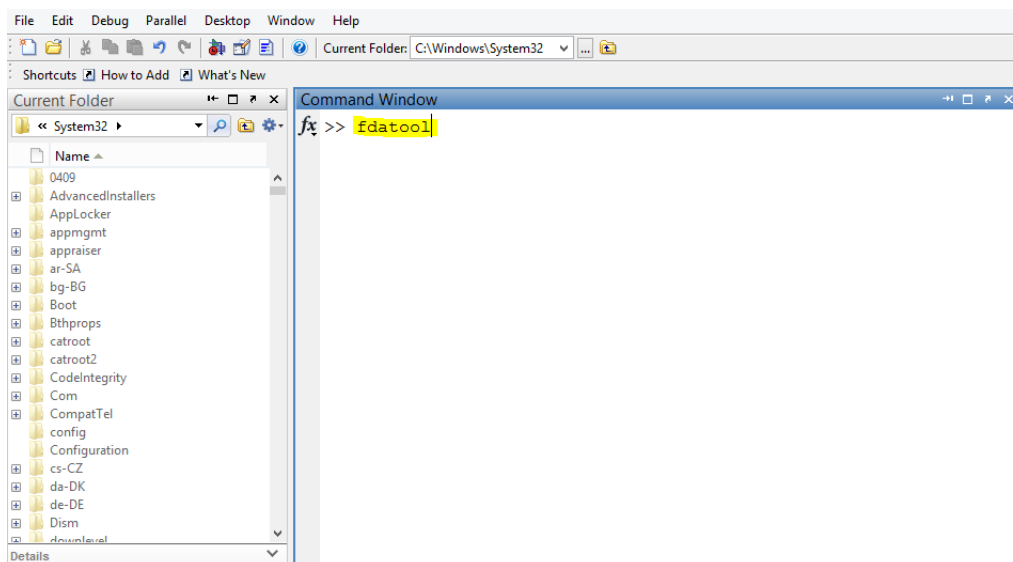 File Edit Debug Parallel Desktop Window Help
Current Folder: C:\Windows\System32 ...
Shortcuts How to Add What's New
Current Folder
« System32
Name
0409
AdvancedInstallers
AppLocker
appmgmt
appraiser
ar-SA
bg-BG
Boot
Bthprops
catroot
catroot2
CodeIntegrity
Com
CompatTel
config
Configuration
cs-CZ
da-DK
de-DE
Dism
downlevel
Details
Command Window
fx >> fdatool